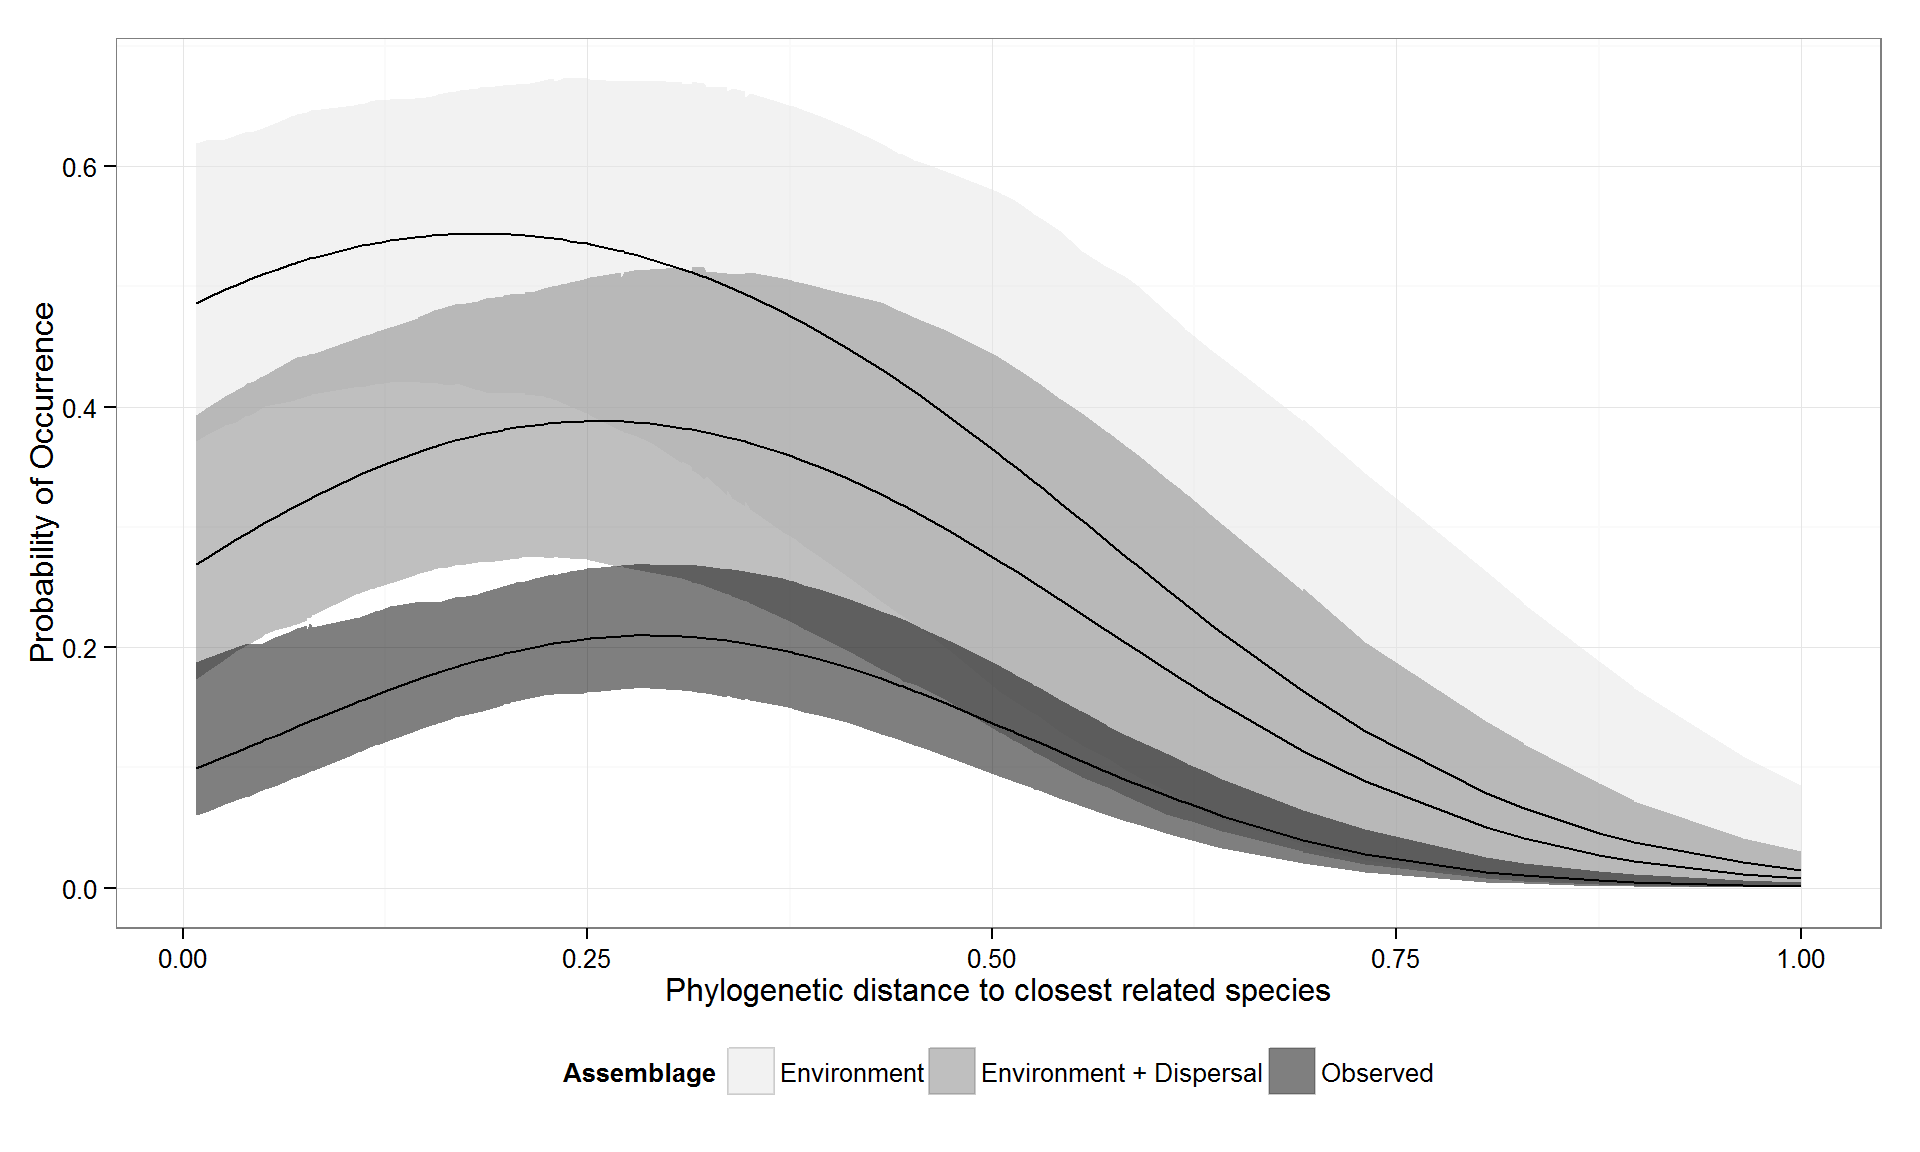 Probability of Occurrence
0.6
0.4
0.2
0.0
0.00 0.25 0.50 0.75 1.00
Phylogenetic distance to closest related species
Assemblage Environment Environment + Dispersal Observed